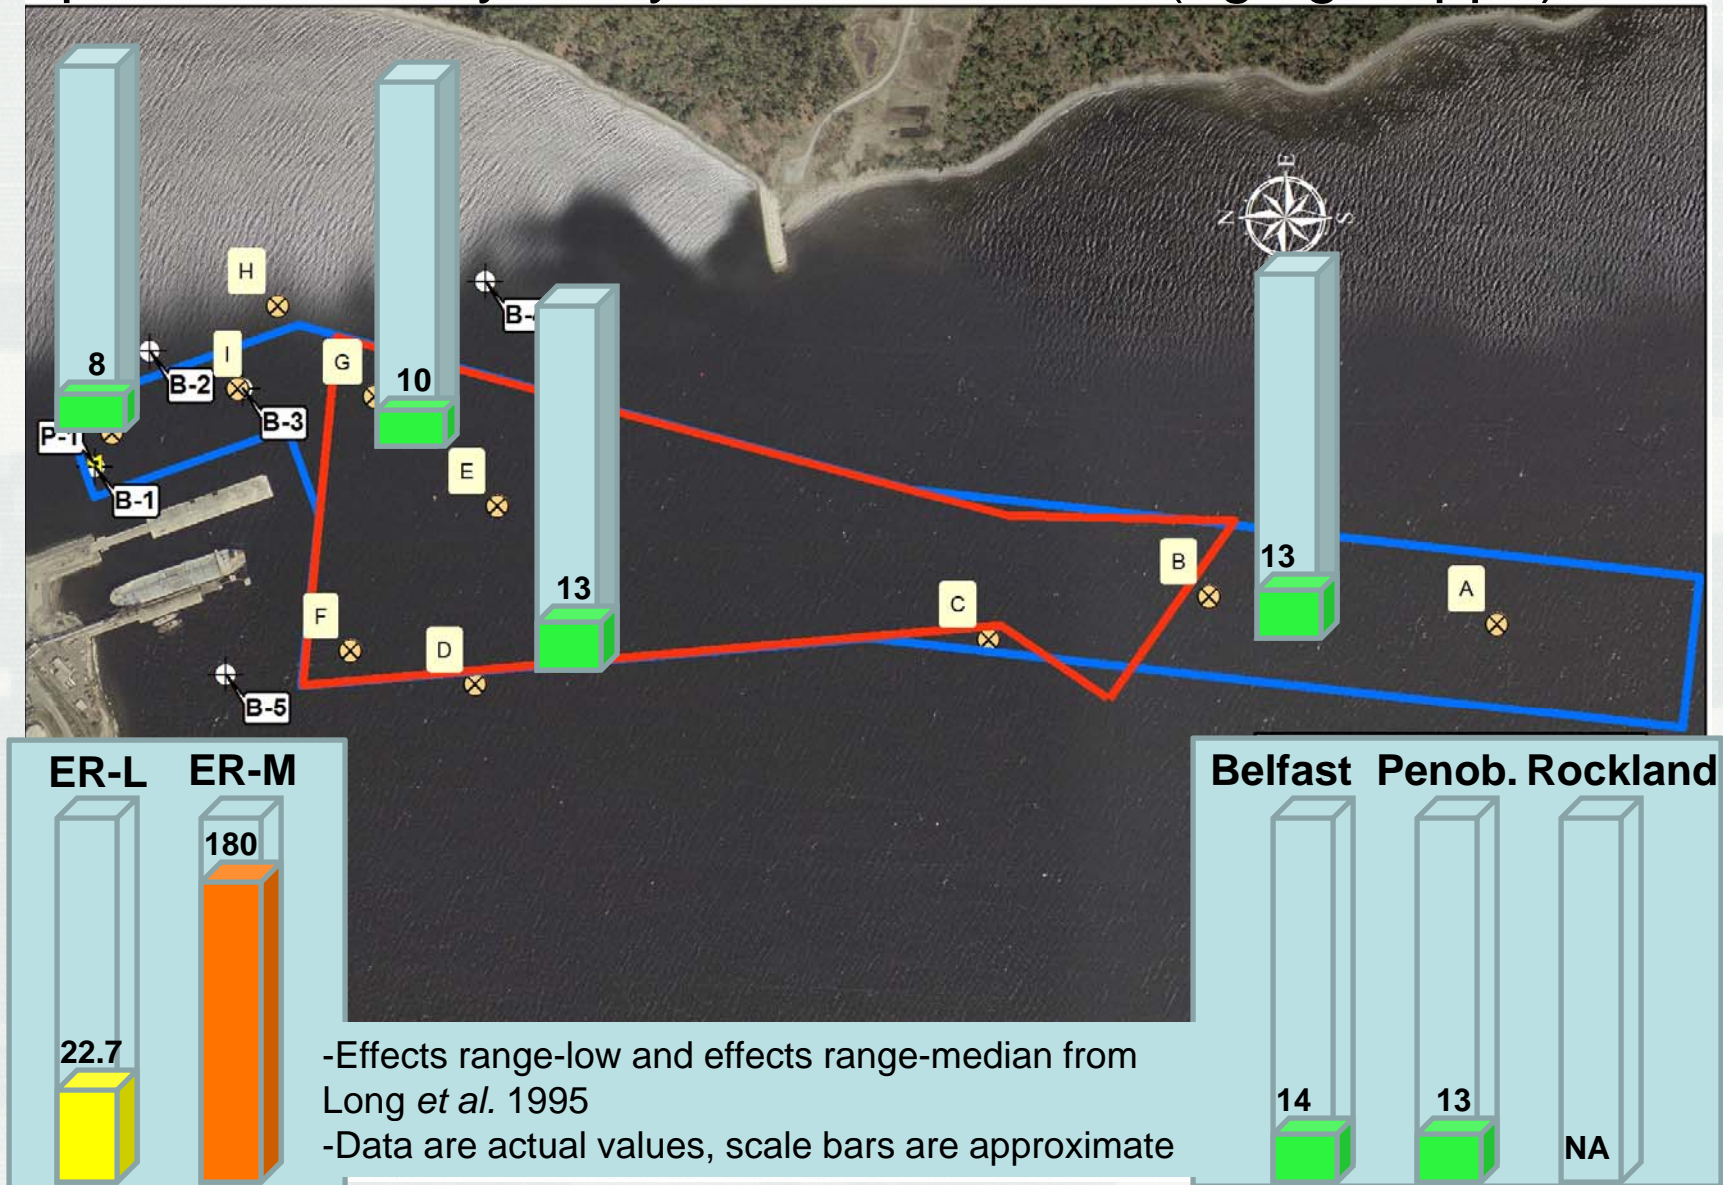 8
10
13
13
N
E
S
H
I
G
B-2
B-3
P-1
B-1
E
F
D
C
B
A
B-5
ER-L ER-M
180
22.7
Belfast Penob. Rockland
14 13 NA
-Effects range-low and effects range-median from
Long et al. 1995
-Data are actual values, scale bars are approximate